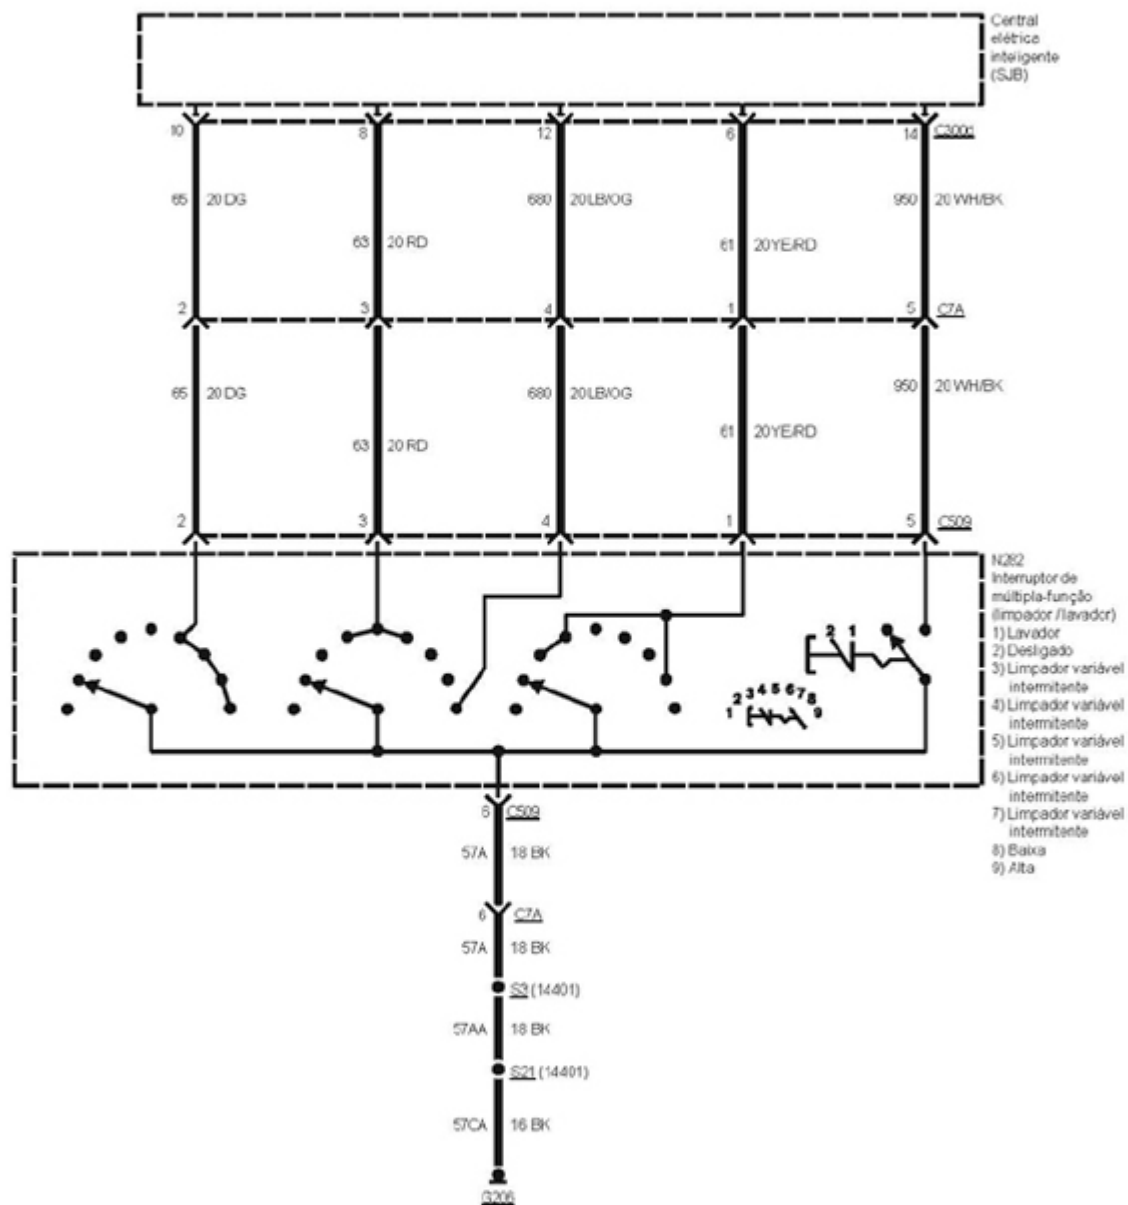 Central
elétrica
inteligente
(SJB)
10 8 12 6 14 C300d
65 20 DG 680 20 LB/OG 950 20 WH/BK
63 20 RD 61 20 YE/RD
2 3 4 1 5 C7A
65 20 DG 680 20 LB/OG 950 20 WH/BK
63 20 RD 61 20 YE/RD
2 3 4 1 5 C509
N282
Interruptor de
múltipla-função
(limpador / lavador)
1) Lavador
2) Desligado
3) Limpador variável
intermitente
4) Limpador variável
intermitente
5) Limpador variável
intermitente
6) Limpador variável
intermitente
7) Limpador variável
intermitente
8) Baixa
9) Alta
2 1
1 2 3 4 5 6 7 8 9
6 C509
57A 18 BK
6 C7A
57A 18 BK
S3 (14401)
57AA 18 BK
S21 (14401)
57CA 16 BK
G206